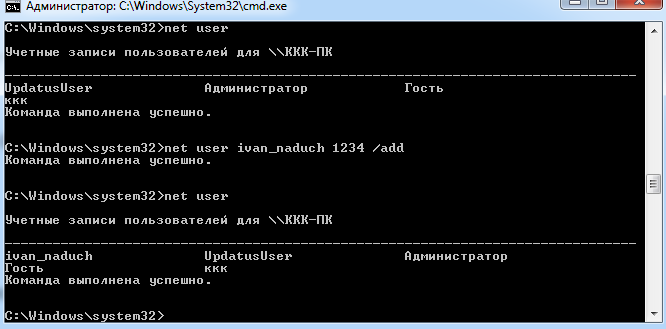 Администратор: C:\Windows\System32\cmd.exe
C:\Windows\system32>net user
Учетные записи пользователей для \\ККК-ПК
-------------------------------------------------------------------------------
UpdatusUser Администратор Гость
ккк
Команда выполнена успешно.
C:\Windows\system32>net user ivan_naduch 1234 /add
Команда выполнена успешно.
C:\Windows\system32>net user
Учетные записи пользователей для \\ККК-ПК
-------------------------------------------------------------------------------
ivan_naduch UpdatusUser Администратор
Гость ккк
Команда выполнена успешно.
C:\Windows\system32>